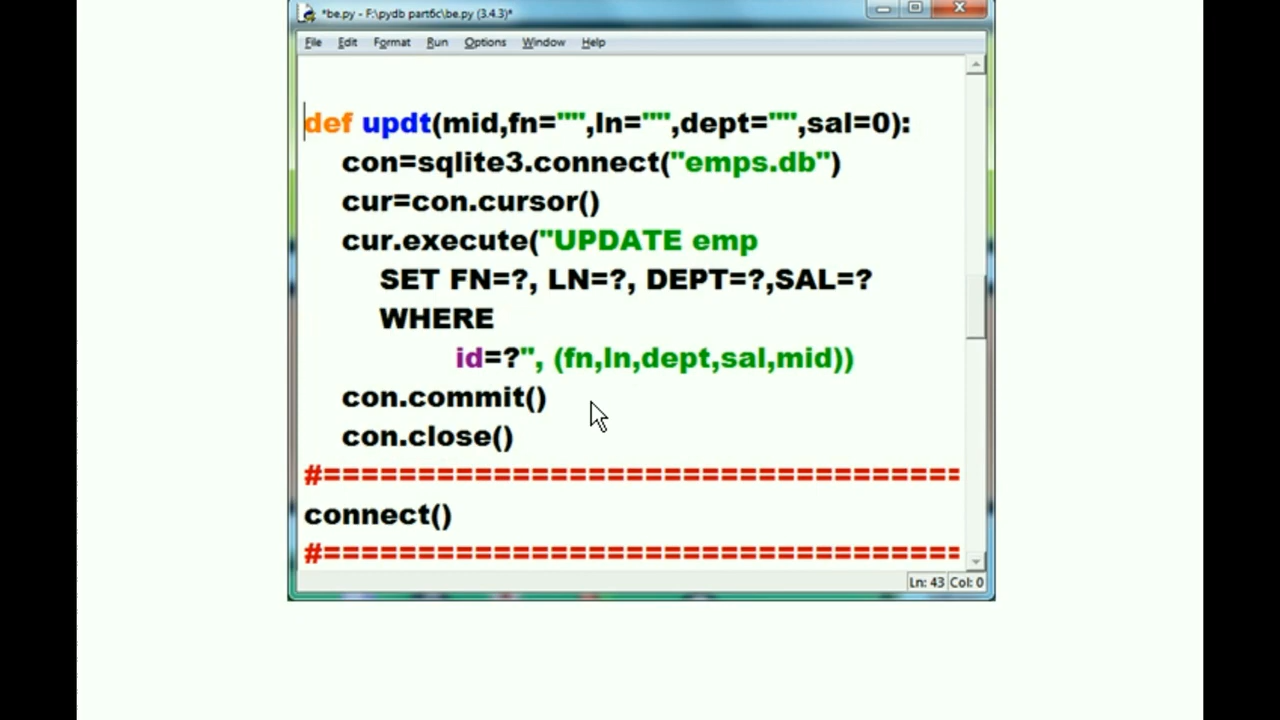 *be.py - F:\pydb part6c\be.py (3.4.3)*
File Edit Format Run Options Window Help
def updt(mid,fn="",ln="",dept="",sal=0):
con=sqlite3.connect("emps.db")
cur=con.cursor()
cur.execute("UPDATE emp
SET FN=?, LN=?, DEPT=?,SAL=?
WHERE
id=?", (fn,ln,dept,sal,mid))
con.commit()
con.close()
#==================================
connect()
#==================================
Ln: 43 Col: 0